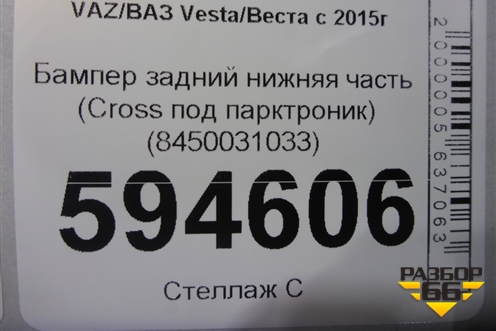 VAZ/ВАЗ Vesta/Веста с 2015г
Бампер задний нижняя часть
(Cross под парктроник)
(8450031033)
594606
Стеллаж С
2000005637063
РАЗБОР
66